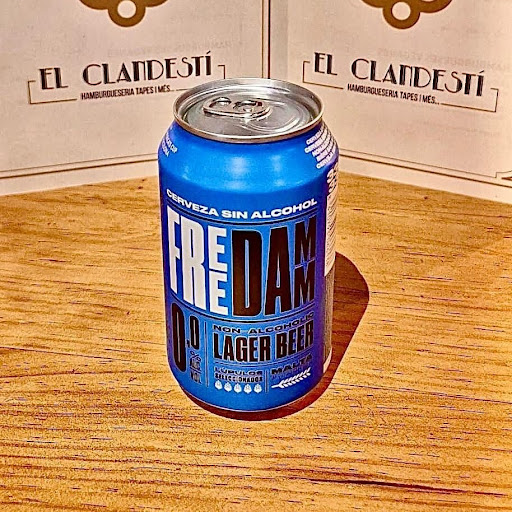 EL CLANDESTÍ
HAMBURGUESERIA TAPES I MÉS...
EL CLANDESTÍ
HAMBURGUESERIA TAPES I MÉS...
CERVEZA SIN ALCOHOL
FREE DAMM
0,0
NON-ALCOHOLIC
LAGER BEER
LÚPULOS
SELECCIONADOS
MALTA